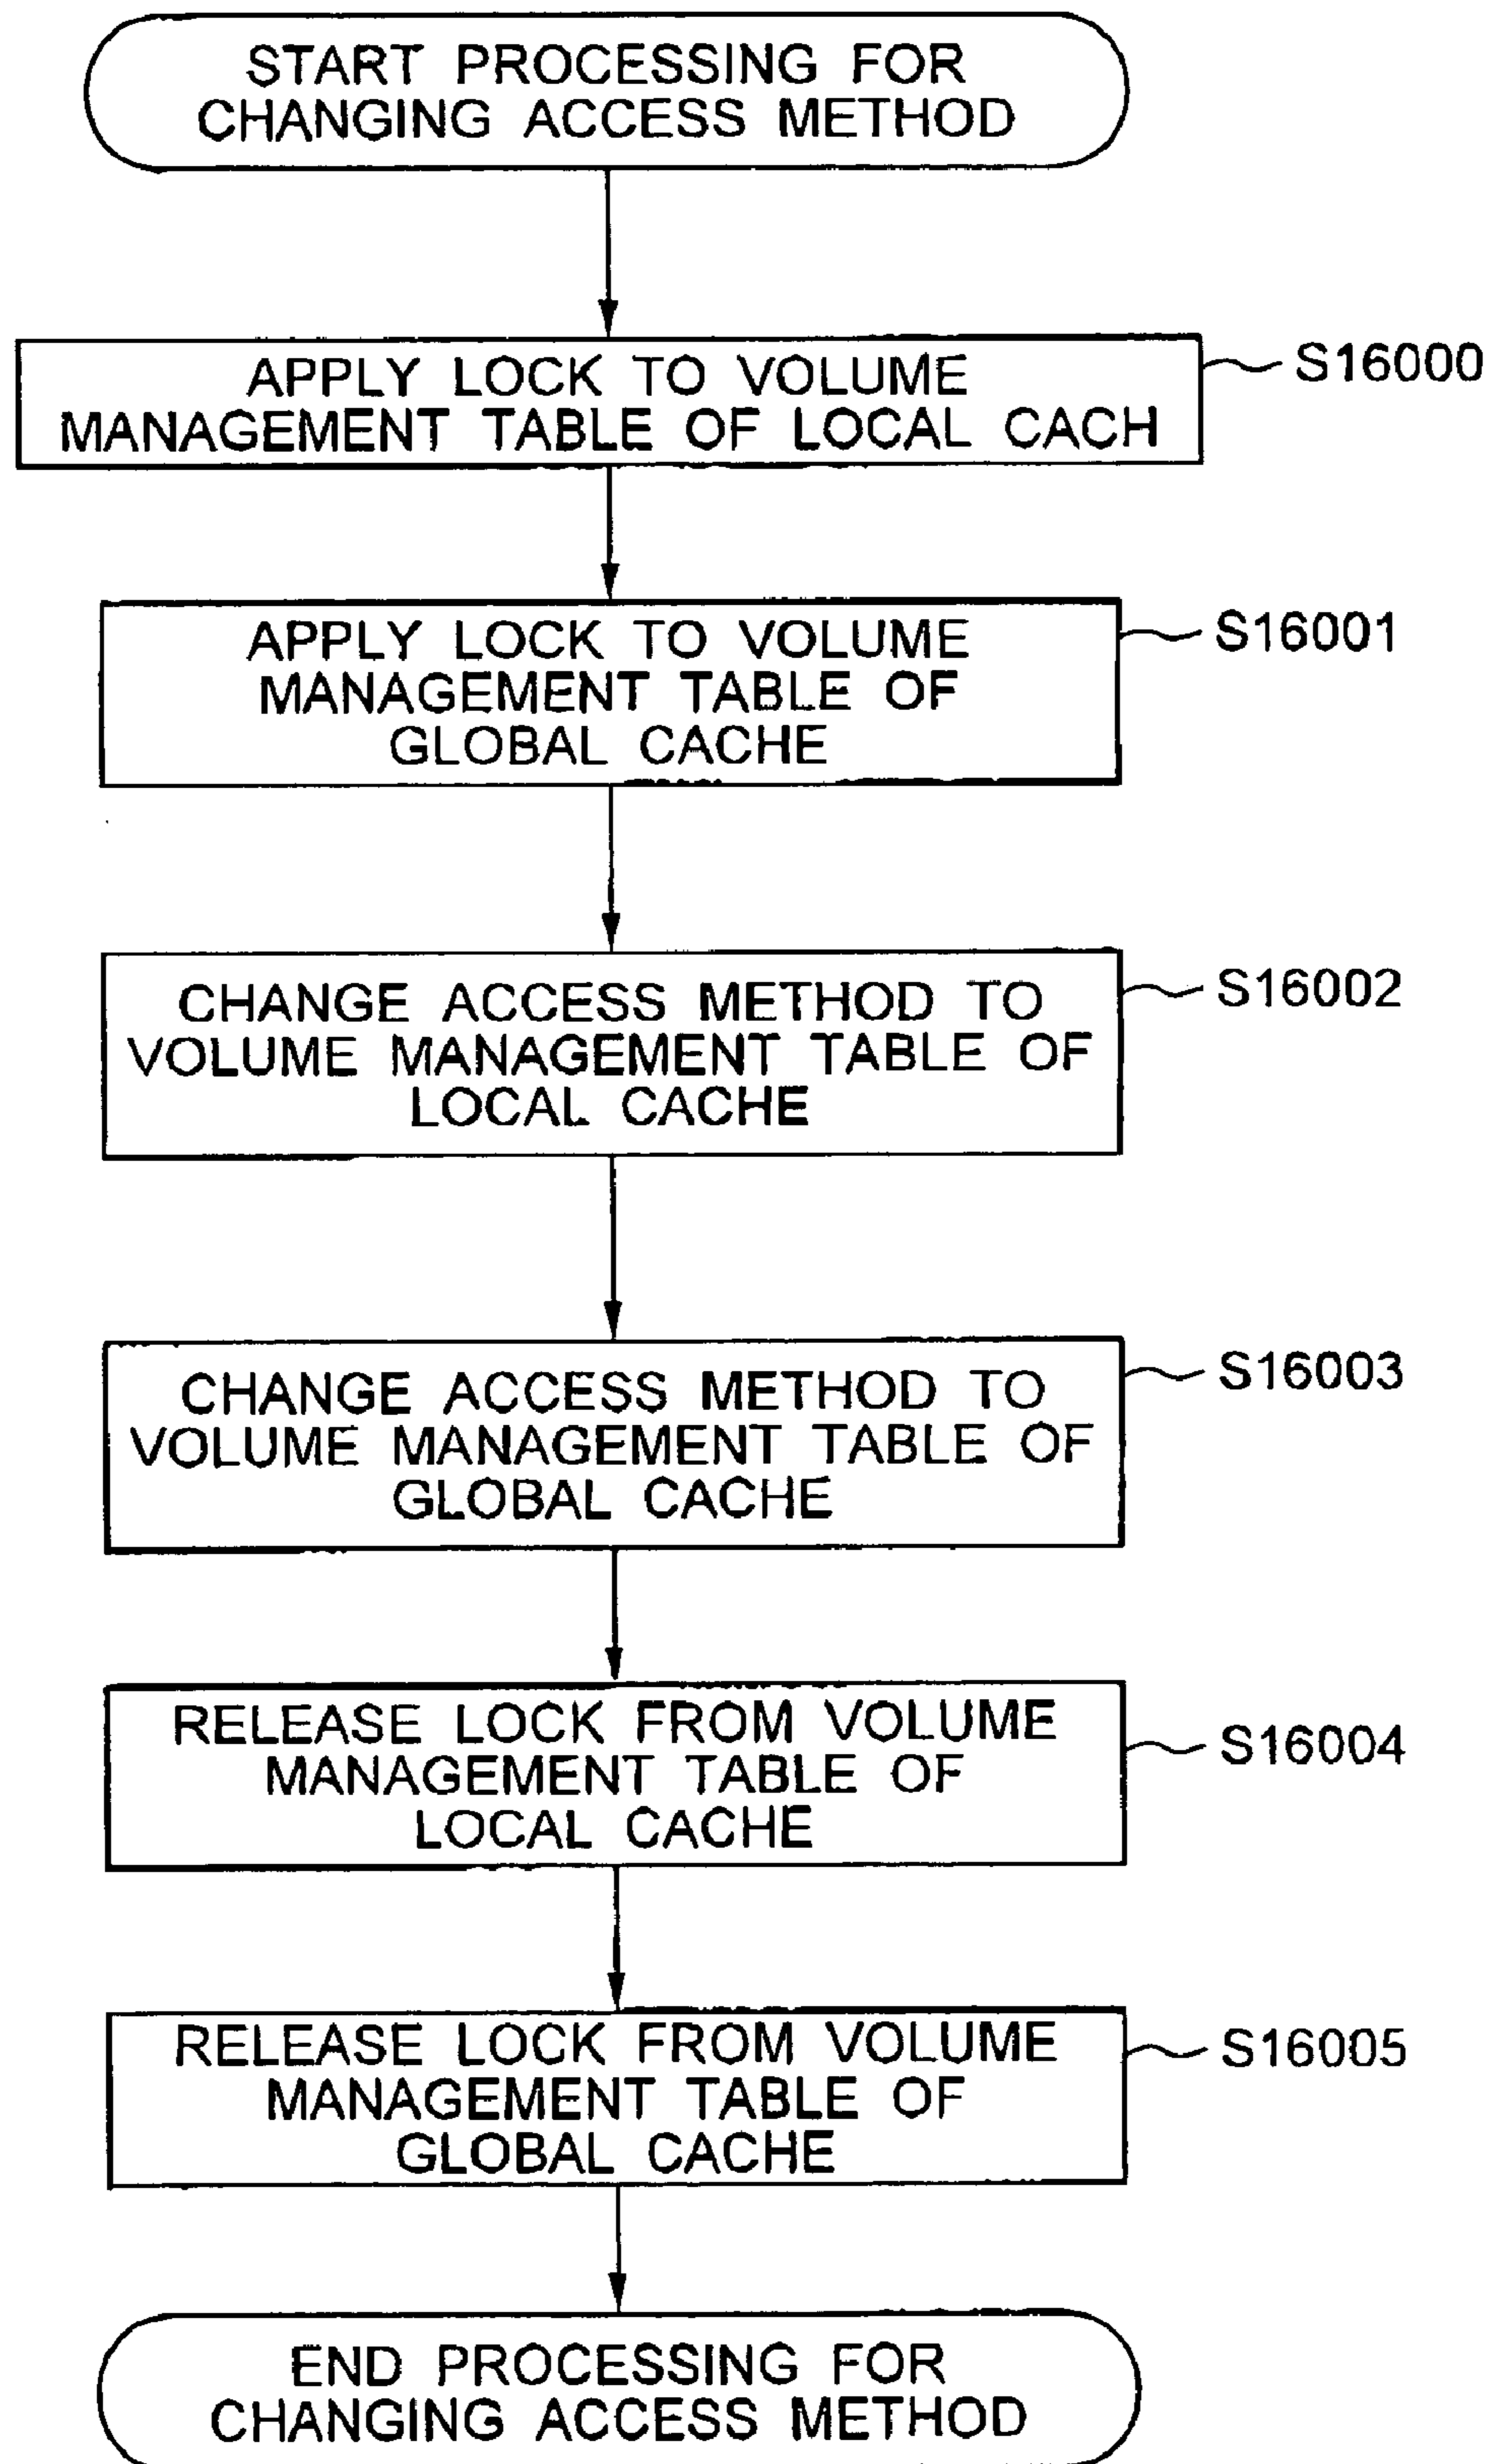 START PROCESSING FOR
CHANGING ACCESS METHOD
APPLY LOCK TO VOLUME
MANAGEMENT TABLE OF LOCAL CACH
S16000
APPLY LOCK TO VOLUME
MANAGEMENT TABLE OF
GLOBAL CACHE
S16001
CHANGE ACCESS METHOD TO
VOLUME MANAGEMENT TABLE OF
LOCAL CACHE
S16002
CHANGE ACCESS METHOD TO
VOLUME MANAGEMENT TABLE OF
GLOBAL CACHE
S16003
RELEASE LOCK FROM VOLUME
MANAGEMENT TABLE OF
LOCAL CACHE
S16004
RELEASE LOCK FROM VOLUME
MANAGEMENT TABLE OF
GLOBAL CACHE
S16005
END PROCESSING FOR
CHANGING ACCESS METHOD